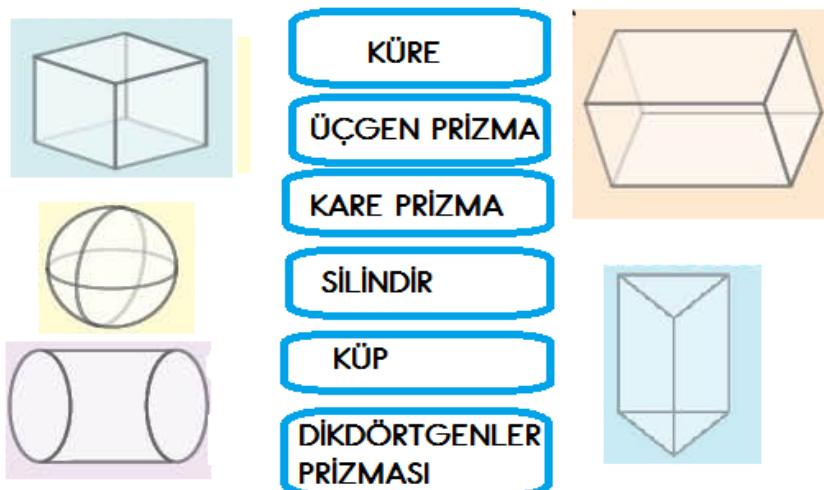 KÜRE
ÜÇGEN PRİZMA
KARE PRİZMA
SİLİNDİR
KÜP
DİKDÖRTGENLER
PRİZMASI